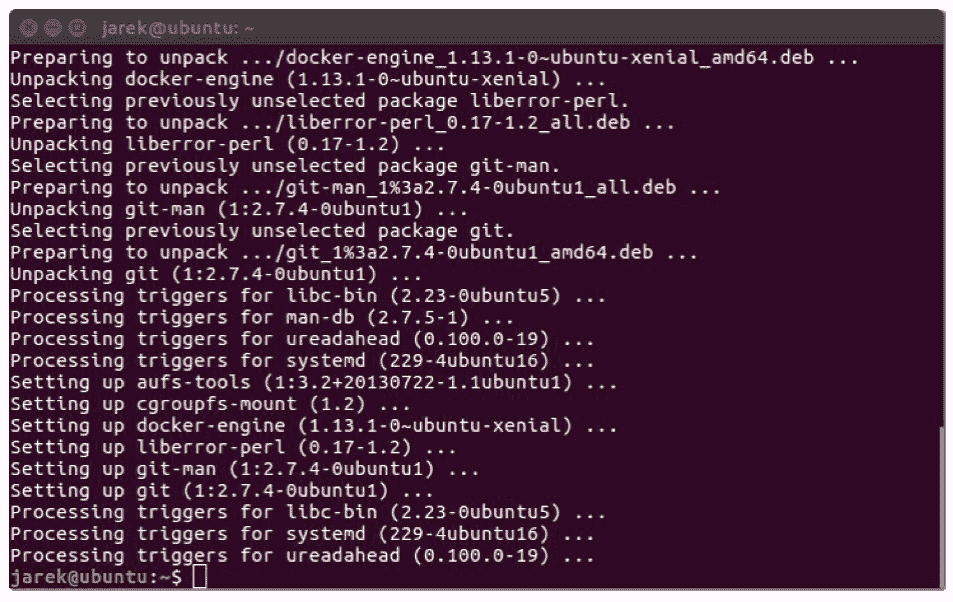 jarek@ubuntu: ~
Preparing to unpack .../docker-engine_1.13.1-0~ubuntu-xenial_amd64.deb ...
Unpacking docker-engine (1.13.1-0~ubuntu-xenial) ...
Selecting previously unselected package liberror-perl.
Preparing to unpack .../liberror-perl_0.17-1.2_all.deb ...
Unpacking liberror-perl (0.17-1.2) ...
Selecting previously unselected package git-man.
Preparing to unpack .../git-man_1%3a2.7.4-0ubuntu1_all.deb ...
Unpacking git-man (1:2.7.4-0ubuntu1) ...
Selecting previously unselected package git.
Preparing to unpack .../git_1%3a2.7.4-0ubuntu1_amd64.deb ...
Unpacking git (1:2.7.4-0ubuntu1) ...
Processing triggers for libc-bin (2.23-0ubuntu5) ...
Processing triggers for man-db (2.7.5-1) ...
Processing triggers for ureadahead (0.100.0-19) ...
Processing triggers for systemd (229-4ubuntu16) ...
Setting up aufs-tools (1:3.2+20130722-1.1ubuntu1) ...
Setting up cgroupfs-mount (1.2) ...
Setting up docker-engine (1.13.1-0~ubuntu-xenial) ...
Setting up liberror-perl (0.17-1.2) ...
Setting up git-man (1:2.7.4-0ubuntu1) ...
Setting up git (1:2.7.4-0ubuntu1) ...
Processing triggers for libc-bin (2.23-0ubuntu5) ...
Processing triggers for systemd (229-4ubuntu16) ...
Processing triggers for ureadahead (0.100.0-19) ...
jarek@ubuntu:~$